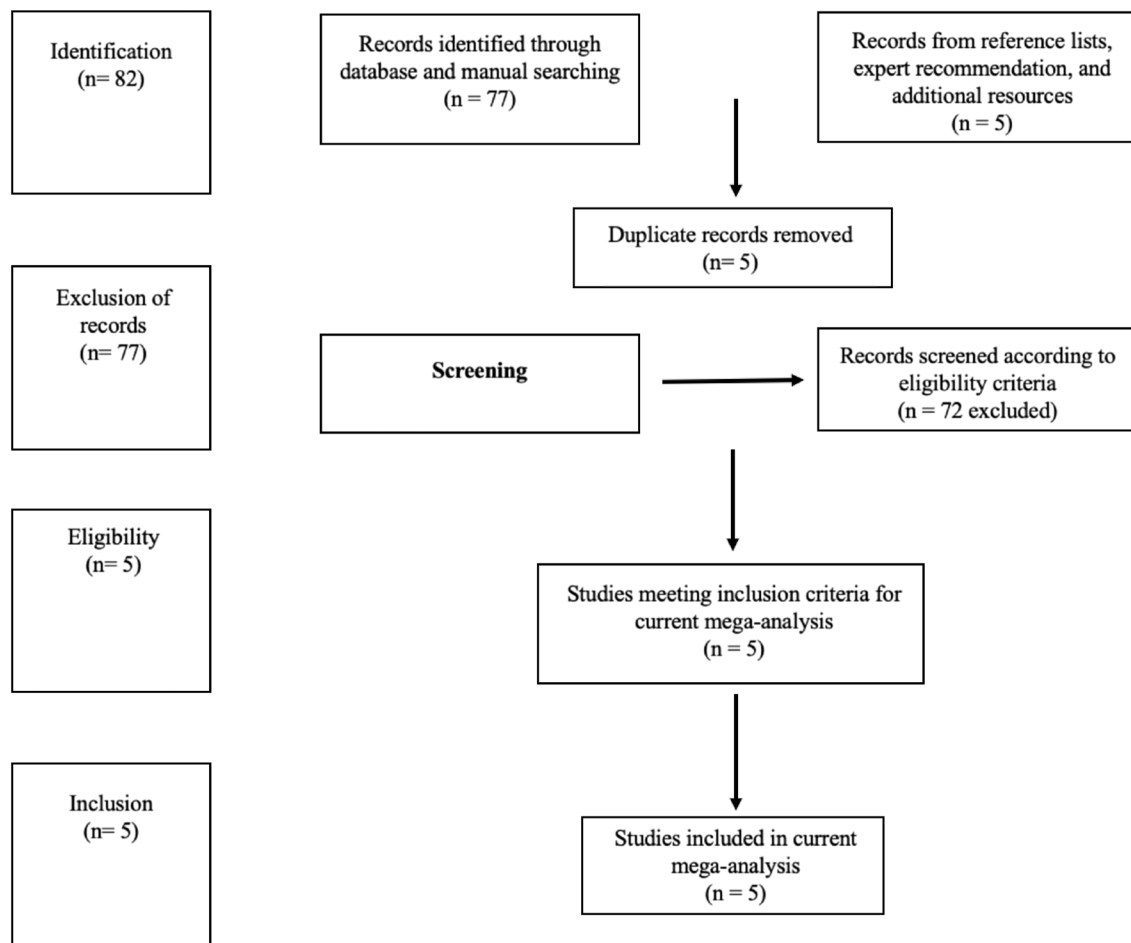 Identification
(n= 82)
Records identified through
database and manual searching
(n = 77)
Records from reference lists,
expert recommendation, and
additional resources
(n = 5)
Duplicate records removed
(n= 5)
Exclusion of
records
(n= 77)
Screening
Records screened according to
eligibility criteria
(n = 72 excluded)
Eligibility
(n= 5)
Studies meeting inclusion criteria for
current mega-analysis
(n = 5)
Inclusion
(n= 5)
Studies included in current
mega-analysis
(n = 5)